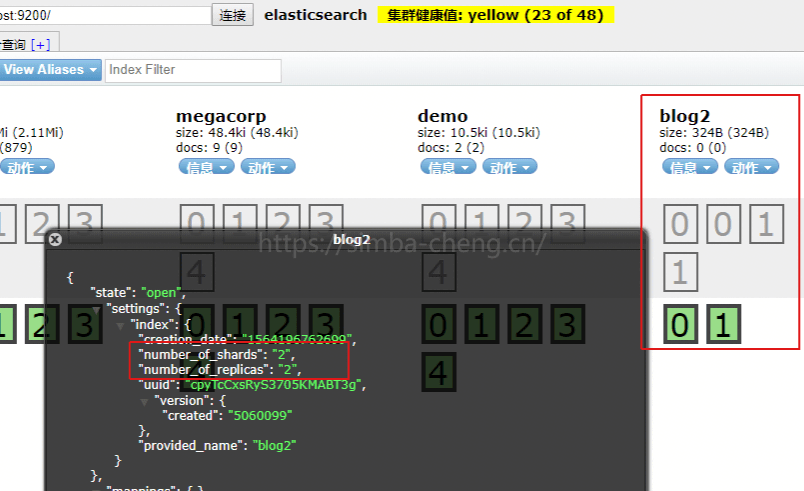 ost:9200/ 连接 elasticsearch 集群健康值: yellow (23 of 48)
查询 [+]
View Aliases Index Filter
megacorp demo blog2
Mi (2.11Mi) size: 48.4ki (48.4ki) size: 10.5ki (10.5ki) size: 324B (324B)
(879) docs: 9 (9) docs: 2 (2) docs: 0 (0)
动作 信息 动作 信息 动作 信息 动作
1 2 3 0 1 2 3 0 1 2 3 0 0 1
4 4 1
https://simba-cheng.cn/
x blog2
{
"state": "open",
"settings": {
"index": {
"creation_date": "1564196762699",
"number_of_shards": "2",
"number_of_replicas": "2",
"uuid": "cpyTcCxsRyS3705KMABT3g",
"version": {
"created": "5060099"
},
"provided_name": "blog2"
}
},
"mappings": { }
1 2 3 0 1 2 3 0 1 2 3 0 1
4 4